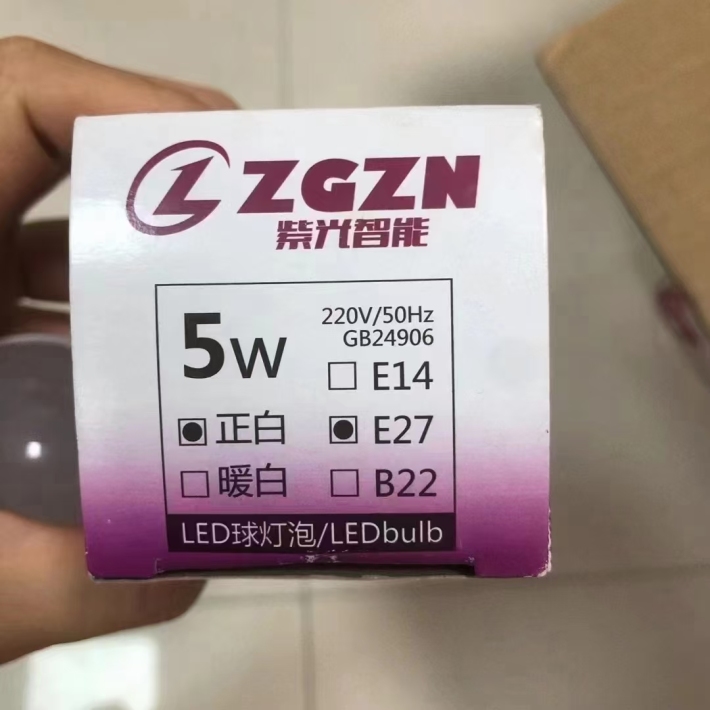 ZGZN
紫光智能
5W
220V/50Hz
GB24906
E14
正白
E27
暖白
B22
LED球灯泡/LEDbulb